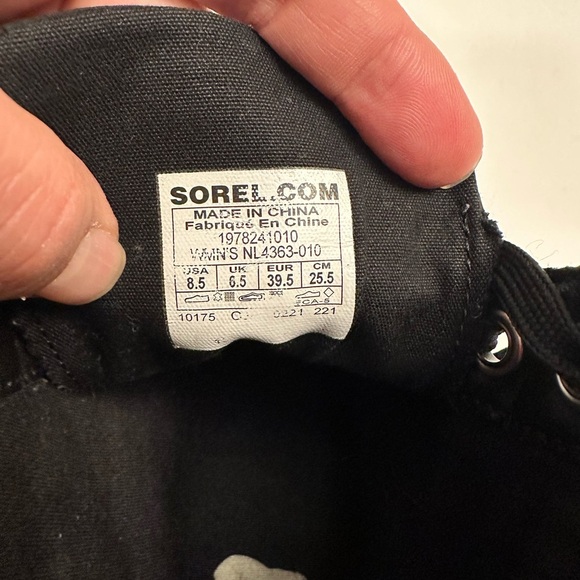 SOREL.COM
MADE IN CHINA
Fabriqué En Chine
1978241010
WMN'S NL4363-010
USA UK EUR CM
8.5 6.5 39.5 25.5
10175 0221 221